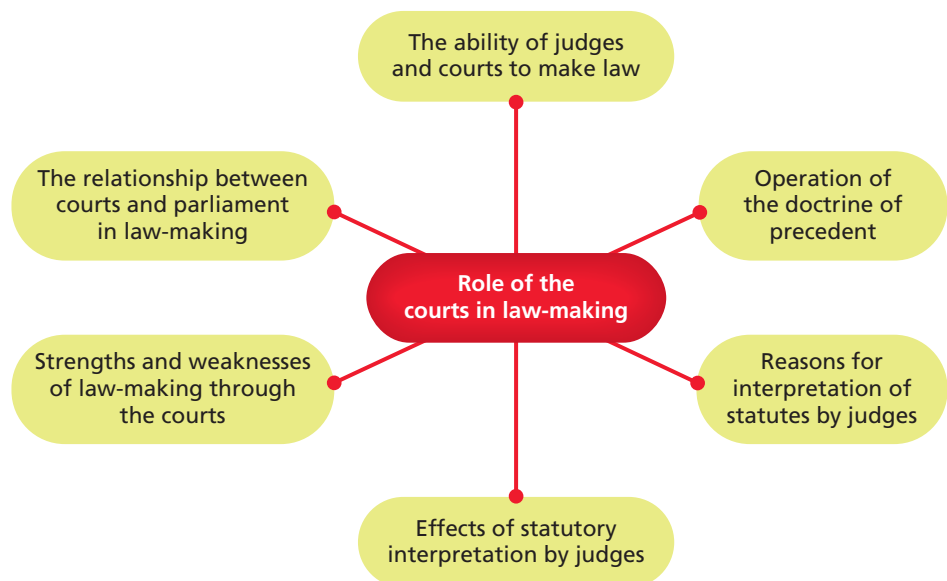 The ability of judges
and courts to make law
The relationship between
courts and parliament
in law-making
Operation of
the doctrine of
precedent
Role of the
courts in law-making
Strengths and weaknesses
of law-making through
the courts
Reasons for
interpretation of
statutes by judges
Effects of statutory
interpretation by judges